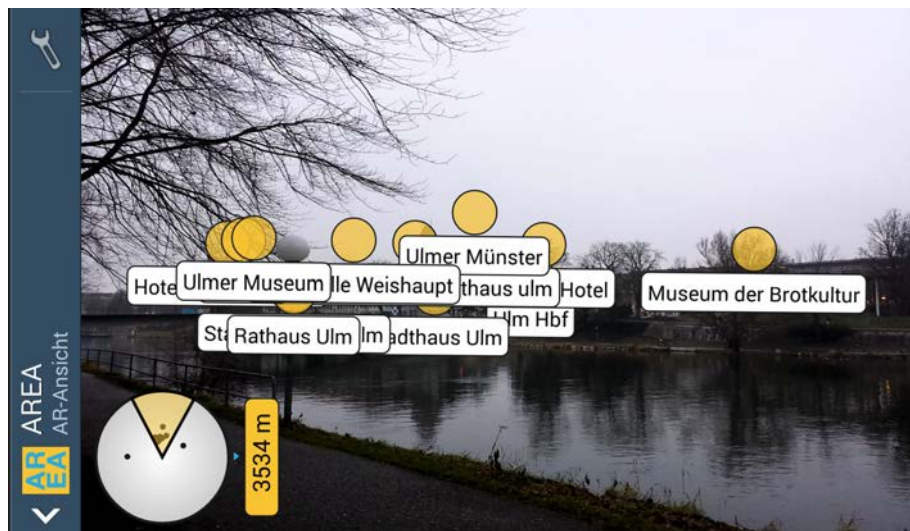 AREA
AR-Ansicht
AR
EA
3534 m
Ulmer Münster
Hote
Ulmer Museum
lle Weishaupt
thaus ulm
Hotel
Museum der Brotkultur
Ulm Hbf
Sta
Rathaus Ulm
lm
adthaus Ulm